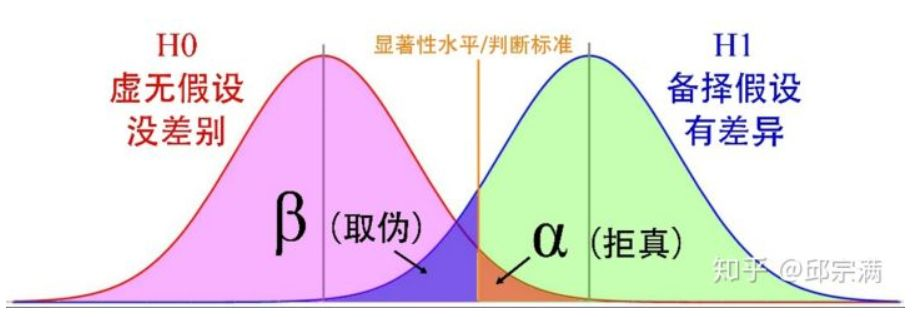 H0
虚无假设
没差别
显著性水平/判断标准
H1
备择假设
有差异
β (取伪)
α (拒真)
知乎 @邱宗满